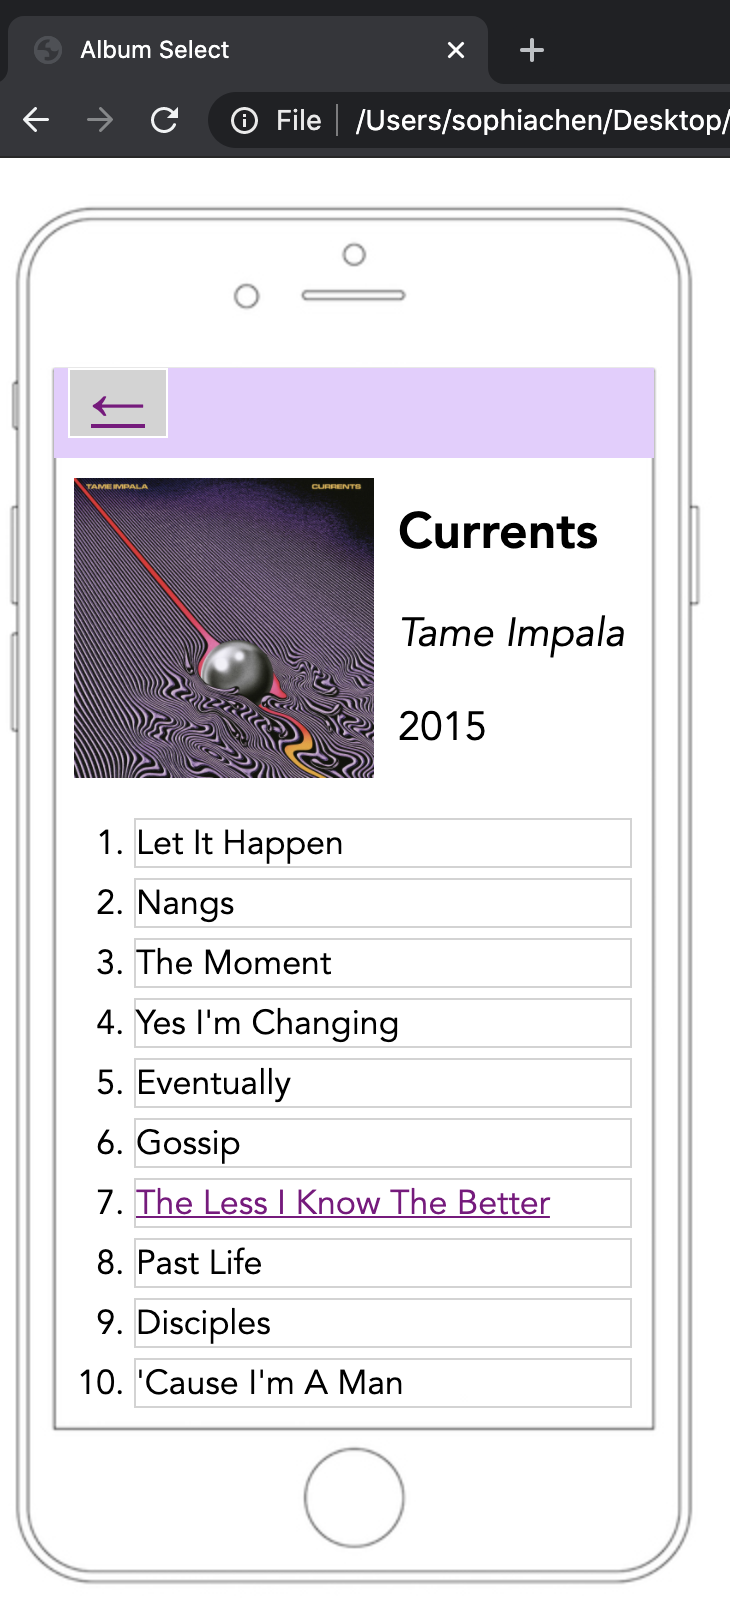 Album Select
File /Users/sophiachen/Desktop/
←
TAME IMPALA CURRENTS
Currents
Tame Impala
2015
1. Let It Happen
2. Nangs
3. The Moment
4. Yes I'm Changing
5. Eventually
6. Gossip
7. The Less I Know The Better
8. Past Life
9. Disciples
10. 'Cause I'm A Man